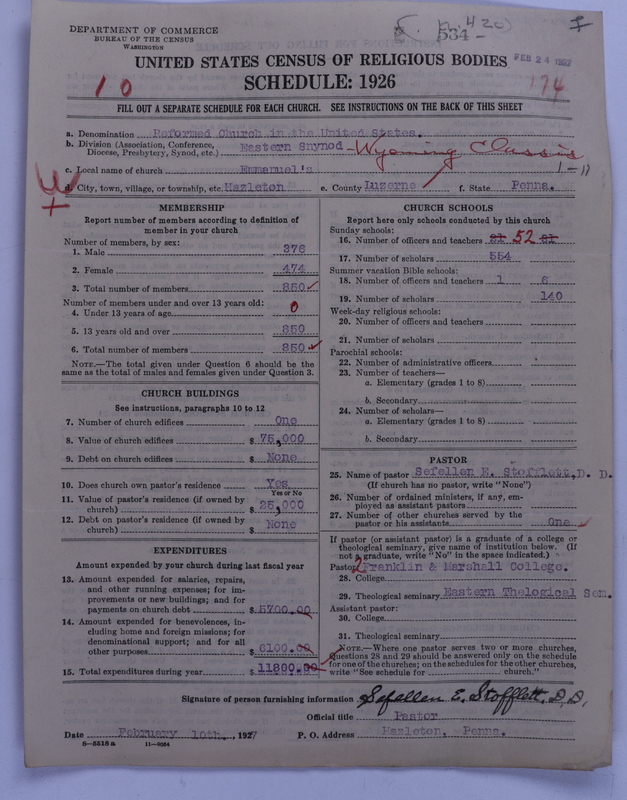 DEPARTMENT OF COMMERCE
BUREAU OF THE CENSUS
WASHINGTON
534-
FEB 24 1927
UNITED STATES CENSUS OF RELIGIOUS BODIES
SCHEDULE: 1926
10
174
FILL OUT A SEPARATE SCHEDULE FOR EACH CHURCH. SEE INSTRUCTIONS ON THE BACK OF THIS SHEET
a. Denomination Reformed Church in the United States.
b. Division (Association, Conference, Diocese, Presbytery, Synod, etc.) Eastern Snynod - Wyoming Classis
c. Local name of church Emmanuel's 1-11
d. City, town, village, or township, etc. Hazleton e. County Luzerne f. State Penna.
MEMBERSHIP
Report number of members according to definition of
member in your church
Number of members, by sex:
1. Male 376
2. Female 474
3. Total number of members 850
Number of members under and over 13 years old:
4. Under 13 years of age 0
5. 13 years old and over 850
6. Total number of members 850
NOTE.—The total given under Question 6 should be
same as the total of males and females given under Question 3.
CHURCH BUILDINGS
See instructions, paragraphs 10 to 12
7. Number of church edifices One
8. Value of church edifices $ 75,000
9. Debt on church edifices $ None
10. Does church own pastor's residence Yes
Yes or No
11. Value of pastor's residence (if owned by
church) $ 25,000
12. Debt on pastor's residence (if owned by
church) $ None
EXPENDITURES
Amount expended by your church during last fiscal year
13. Amount expended for salaries, repairs,
and other running expenses; for im-
provements or new buildings; and for
payments on church debt $ 5700.00
14. Amount expended for benevolences, in-
cluding home and foreign missions; for
denominational support; and for all
other purposes $ 6100.00
15. Total expenditures during year $ 11800.00
CHURCH SCHOOLS
Report here only schools conducted by this church
Sunday schools:
16. Number of officers and teachers 52
17. Number of scholars 554
Summer vacation Bible schools:
18. Number of officers and teachers 1 6
19. Number of scholars 140
Week-day religious schools:
20. Number of officers and teachers
21. Number of scholars
Parochial schools:
22. Number of administrative officers
23. Number of teachers—
a. Elementary (grades 1 to 8)
b. Secondary
24. Number of scholars—
a. Elementary (grades 1 to 8)
b. Secondary
PASTOR
25. Name of pastor Sefellen E. Stofflett, D. D.
(If church has no pastor, write "None")
26. Number of ordained ministers, if any, em-
ployed as assistant pastors
27. Number of other churches served by the
pastor or his assistants One
If pastor (or assistant pastor) is a graduate of a college or
theological seminary, give name of institution below. (If
not a graduate, write "No" in the space indicated.)
Pastor: Franklin & Marshall College.
28. College
29. Theological seminary Eastern Thelogical Sem.
Assistant pastor:
30. College
31. Theological seminary
NOTE.—Where one pastor serves two or more churches,
Questions 28 and 29 should be answered only on the schedule
for one of the churches; on the schedules for the other churches,
write "See schedule for church."
Signature of person furnishing information Sefellen E. Stofflett, D.D.,
Official title Pastor
Date February 10th., 1927 P. O. Address Hazleton, Penna.
8-5518 a 11-9064